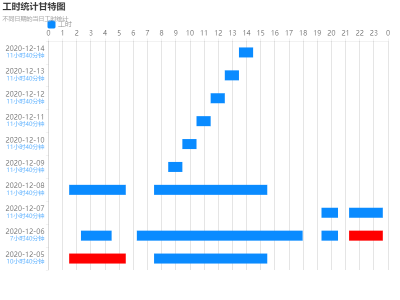 工时统计甘特图
不同日期的当日工时统计
工时
0 1 2 3 4 5 6 7 8 9 10 11 12 13 14 15 16 17 18 19 20 21 22 23 0
2020-12-14
11小时40分钟
2020-12-13
11小时40分钟
2020-12-12
11小时40分钟
2020-12-11
11小时40分钟
2020-12-10
11小时40分钟
2020-12-09
11小时40分钟
2020-12-08
11小时40分钟
2020-12-07
11小时40分钟
2020-12-06
7小时40分钟
2020-12-05
10小时40分钟